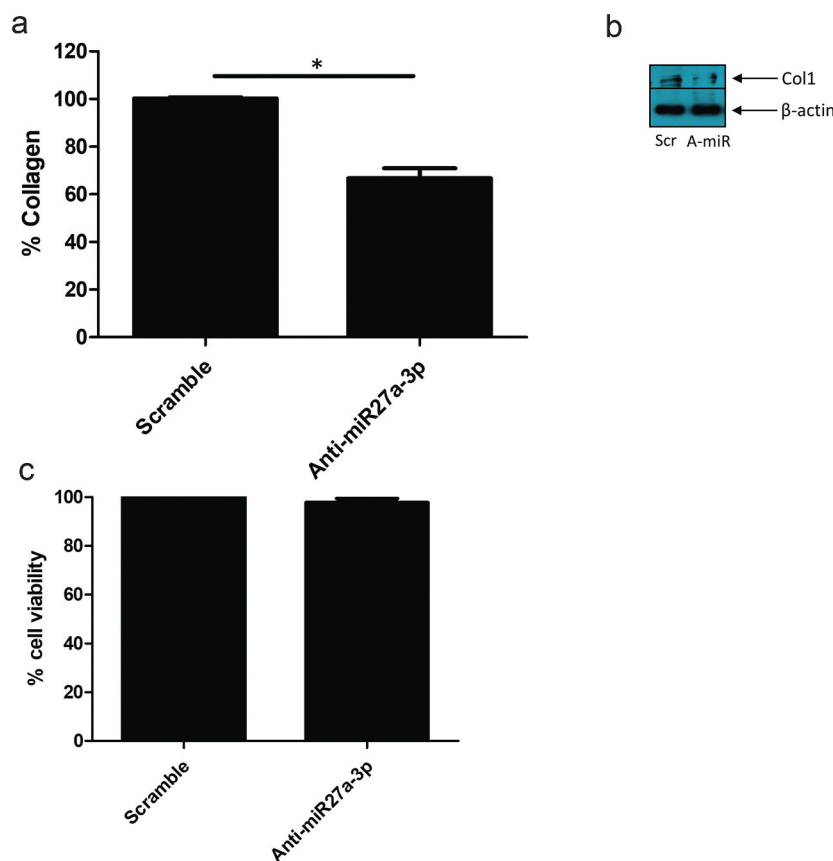 a
120
100
80
60
40
20
0
% Collagen
*
Scramble
Anti-miR27a-3p
b
Col1
β-actin
Scr A-miR
c
100
80
60
40
20
0
% cell viability
Scramble
Anti-miR27a-3p